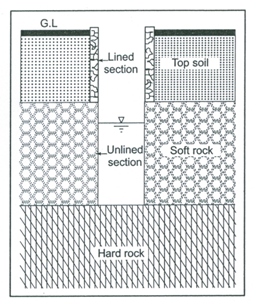 G.L
Lined
section
Top soil
Unlined
section
Soft rock
Hard rock